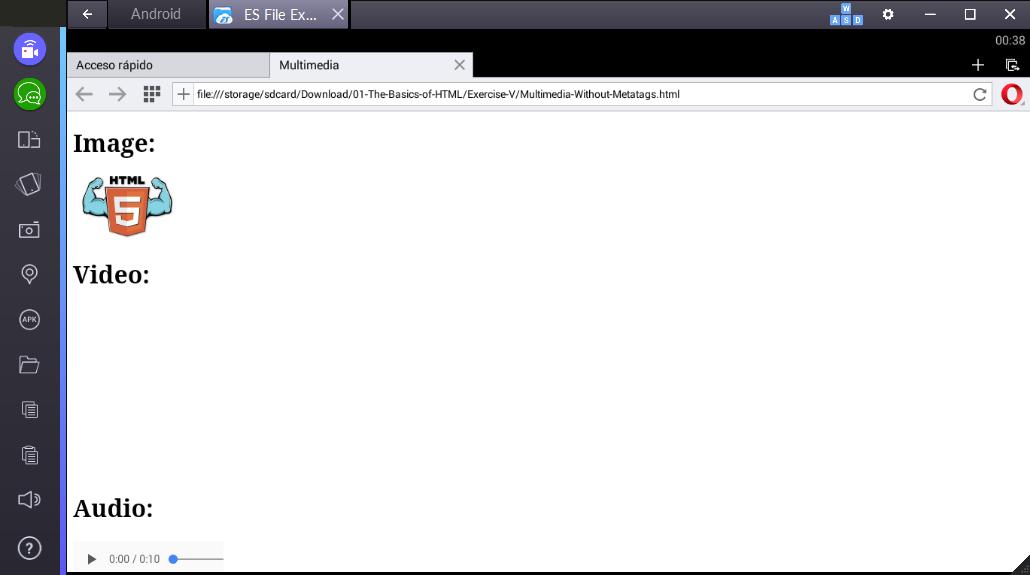 Android
ES File Ex...
W
A S D
00:38
Acceso rápido
Multimedia
file:///storage/sdcard/Download/01-The-Basics-of-HTML/Exercise-V/Multimedia-Without-Metatags.html
Image:
HTML
5
Video:
APK
Audio:
0:00 / 0:10
?